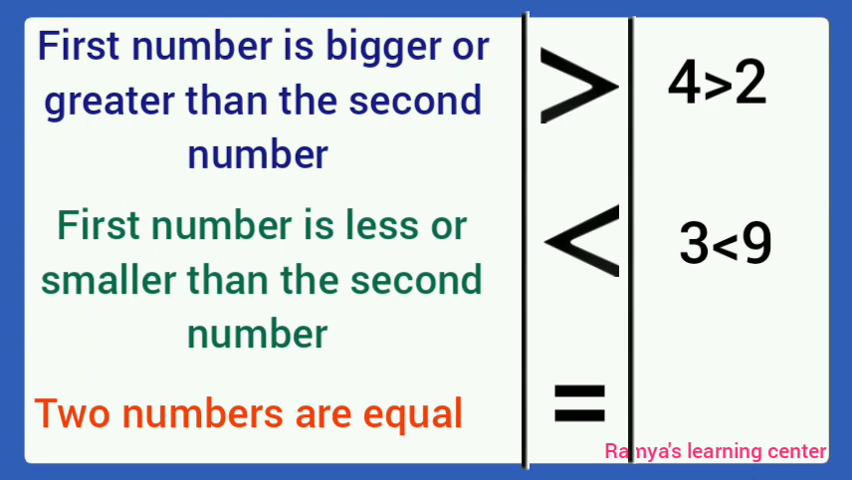 First number is bigger or
greater than the second
number
>
4>2
First number is less or
smaller than the second
number
<
3<9
Two numbers are equal
=
Ramya's learning center